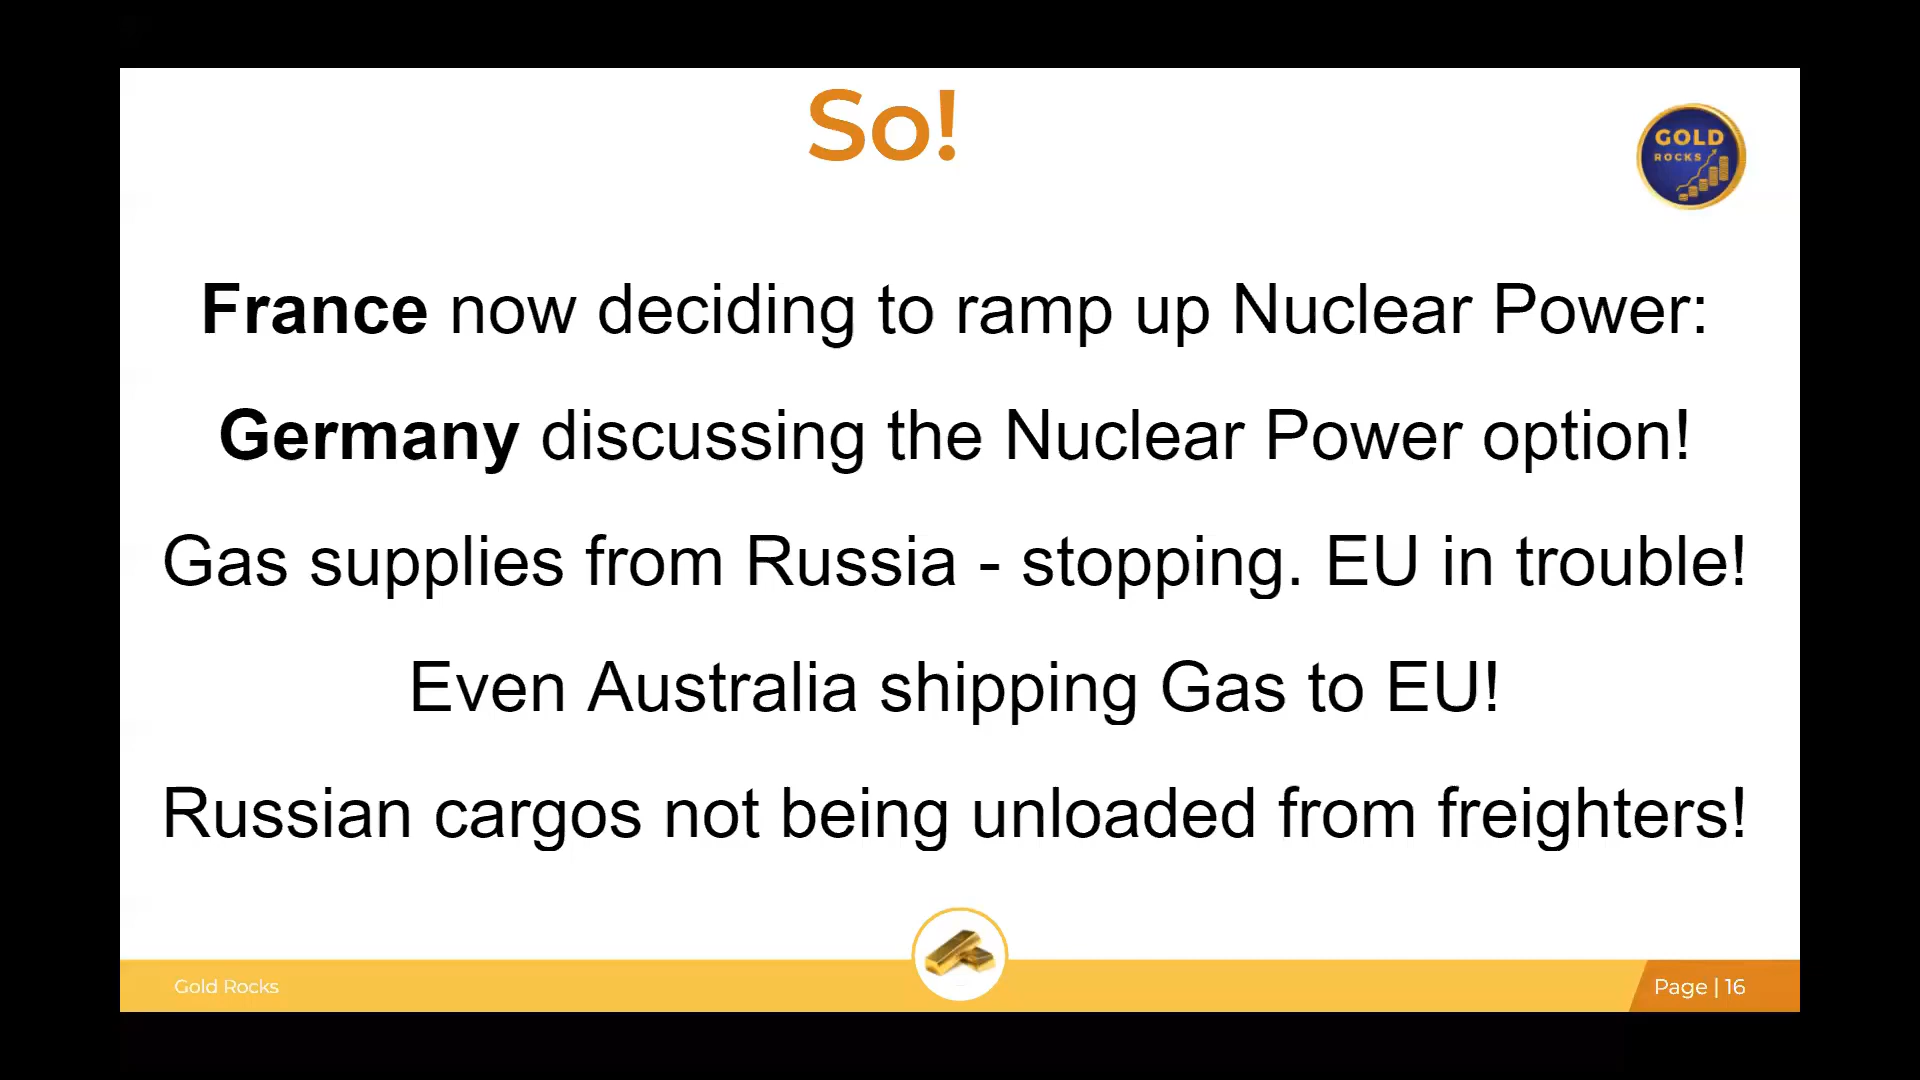 So!
GOLD
ROCKS
France now deciding to ramp up Nuclear Power:
Germany discussing the Nuclear Power option!
Gas supplies from Russia - stopping. EU in trouble!
Even Australia shipping Gas to EU!
Russian cargos not being unloaded from freighters!
Gold Rocks
Page | 16